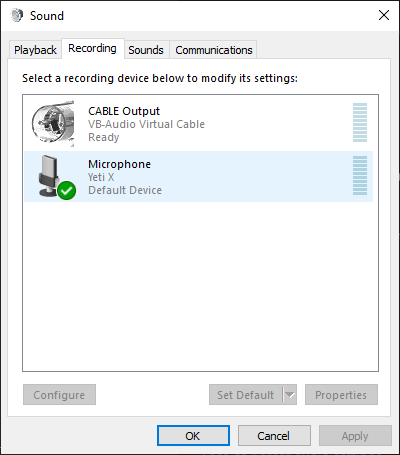 Sound
Playback Recording Sounds Communications
Select a recording device below to modify its settings:
CABLE Output
VB-Audio Virtual Cable
Ready
Microphone
Yeti X
Default Device
Configure Set Default Properties
OK Cancel Apply